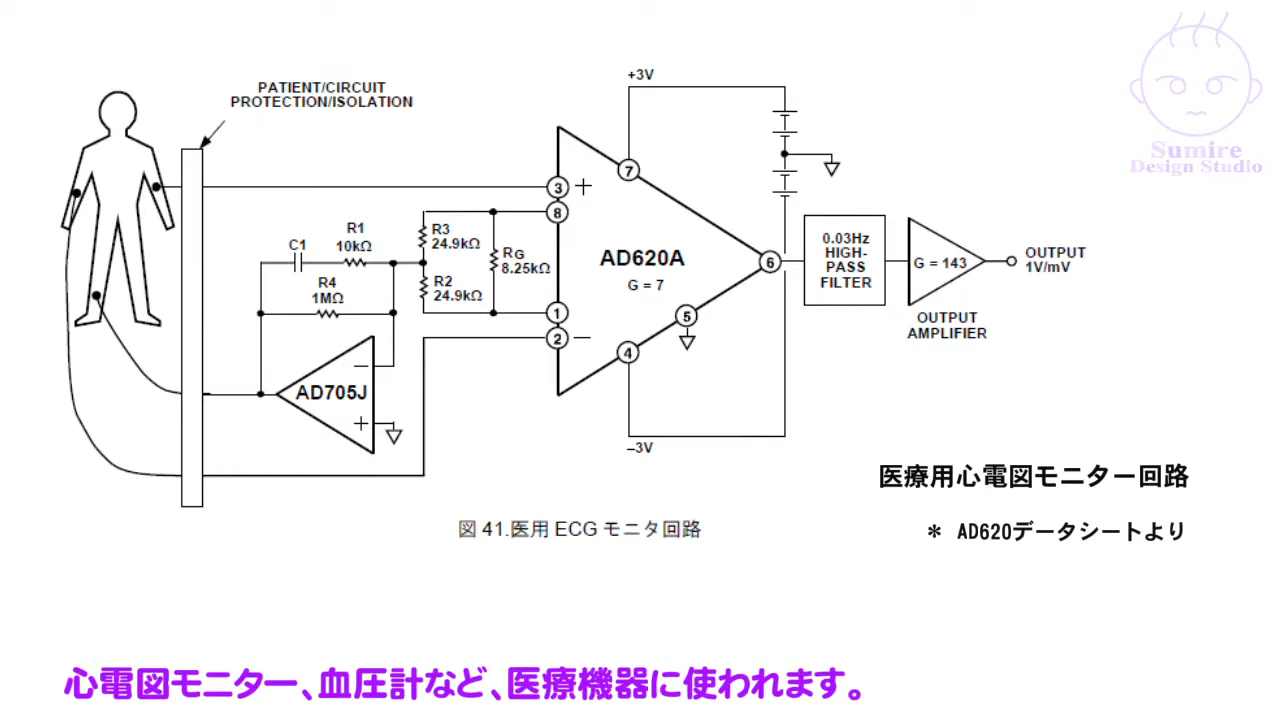 PATIENT/CIRCUIT
PROTECTION/ISOLATION
+3V
Sumire
Design Studio
7
3
+
8
R1
10kΩ
R3
24.9kΩ
C1
RG
8.25kΩ
AD620A
G = 7
6
0.03Hz
HIGH-
PASS
FILTER
G = 143
OUTPUT
1V/mV
R4
1MΩ
R2
24.9kΩ
1
5
OUTPUT
AMPLIFIER
2
−
4
−
AD705J
+
–3V
医療用心電図モニター回路
図 41.医用 ECG モニタ回路
* AD620データシートより
心電図モニター、血圧計など、医療機器に使われます。